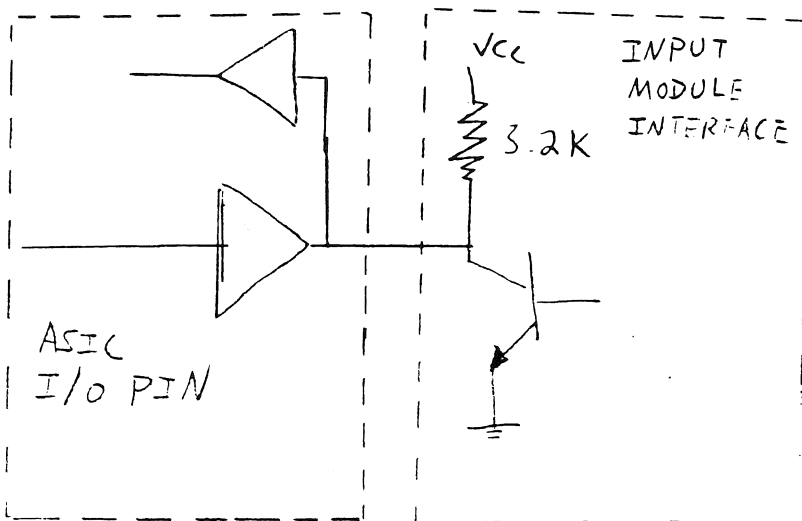 VCC
INPUT
MODULE
INTERFACE
3.2K
ASIC
I/O PIN